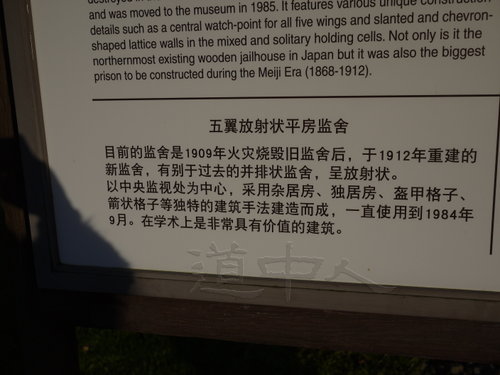 and was moved to the museum in 1985. It features various unique construction
details such as a central watch-point for all five wings and slanted and chevron-
shaped lattice walls in the mixed and solitary holding cells. Not only is it the
northernmost existing wooden jailhouse in Japan but it was also the biggest
prison to be constructed during the Meiji Era (1868-1912).
五翼放射状平房监舍
目前的监舍是1909年火灾烧毁旧监舍后，于1912年重建的
新监舍，有别于过去的并排状监舍，呈放射状。
以中央监视处为中心，采用杂居房、独居房、盔甲格子、
箭状格子等独特的建筑手法建造而成，一直使用到1984年
9月。在学术上是非常具有价值的建筑。
道中人